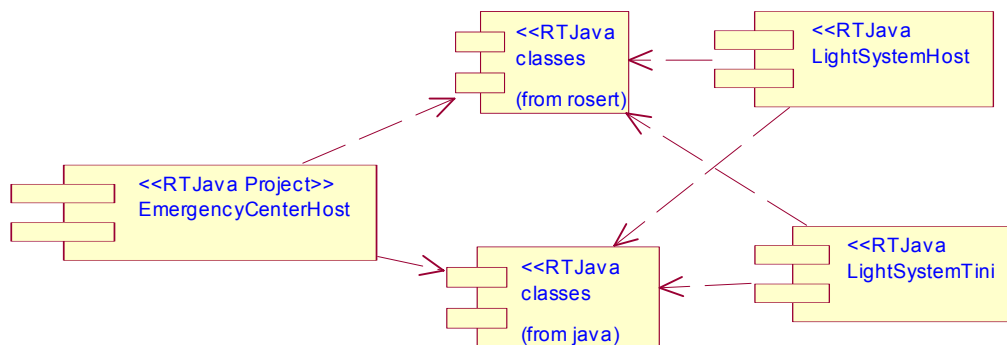 <<RTJava
classes
(from rosert)
<<RTJava
LightSystemHost
<<RTJava Project>>
EmergencyCenterHost
<<RTJava
classes
(from java)
<<RTJava
LightSystemTini